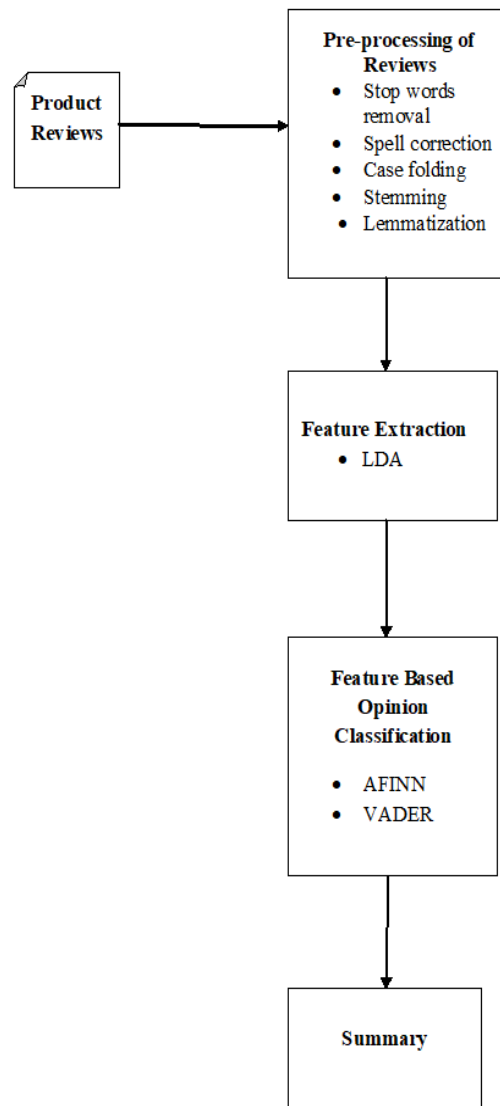 Product
Reviews
Pre-processing of
Reviews
• Stop words
removal
• Spell correction
• Case folding
• Stemming
• Lemmatization
Feature Extraction
• LDA
Feature Based
Opinion
Classification
• AFINN
• VADER
Summary